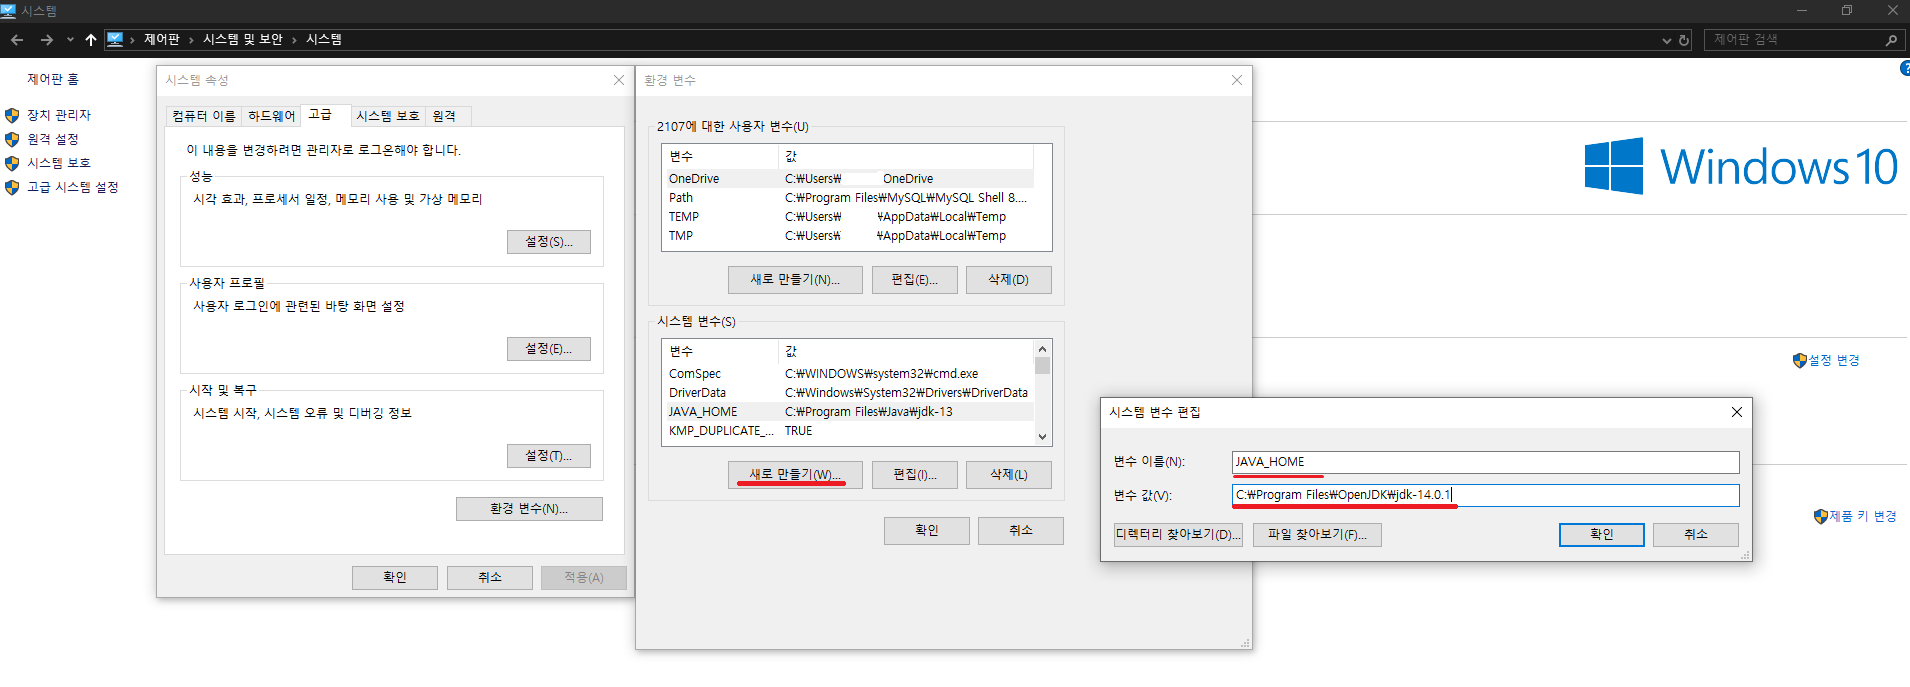 시스템
제어판 › 시스템 및 보안 › 시스템
제어판 검색
제어판 홈
장치 관리자
원격 설정
시스템 보호
고급 시스템 설정
시스템 속성
컴퓨터 이름 하드웨어 고급 시스템 보호 원격
이 내용을 변경하려면 관리자로 로그온해야 합니다.
성능
시각 효과, 프로세서 일정, 메모리 사용 및 가상 메모리
설정(S)...
사용자 프로필
사용자 로그인에 관련된 바탕 화면 설정
설정(E)...
시작 및 복구
시스템 시작, 시스템 오류 및 디버깅 정보
설정(T)...
환경 변수(N)...
확인 취소 적용(A)
환경 변수
2107에 대한 사용자 변수(U)
변수 값
OneDrive C:₩Users₩ OneDrive
Path C:₩Program Files₩MySQL₩MySQL Shell 8....
TEMP C:₩Users₩ ₩AppData₩Local₩Temp
TMP C:₩Users₩ ₩AppData₩Local₩Temp
새로 만들기(N)... 편집(E)... 삭제(D)
시스템 변수(S)
변수 값
ComSpec C:₩WINDOWS₩system32₩cmd.exe
DriverData C:₩Windows₩System32₩Drivers₩DriverData
JAVA_HOME C:₩Program Files₩Java₩jdk-13
KMP_DUPLICATE_... TRUE
새로 만들기(W)... 편집(I)... 삭제(L)
확인 취소
시스템 변수 편집
변수 이름(N): JAVA_HOME
변수 값(V): C:₩Program Files₩OpenJDK₩jdk-14.0.1
디렉터리 찾아보기(D)... 파일 찾아보기(F)... 확인 취소
?
Windows 10
설정 변경
제품 키 변경